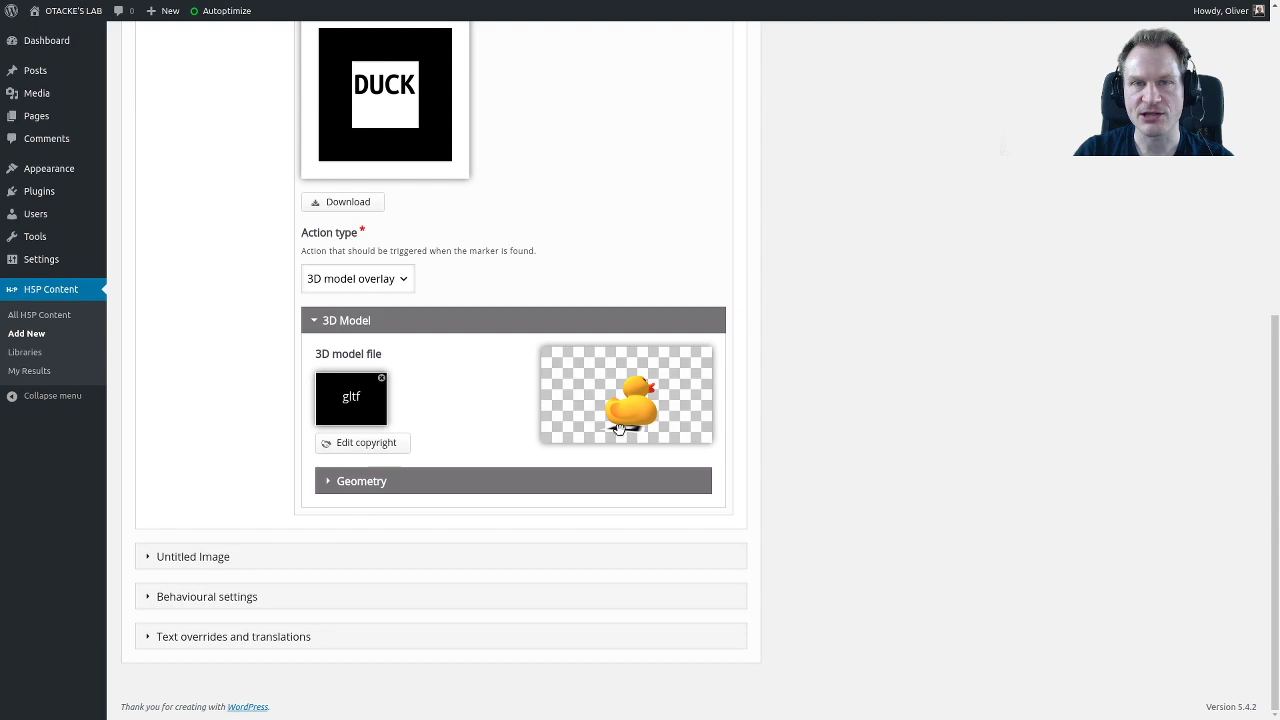 OTACKE'S LAB
0
New
Autoptimize
Howdy, Oliver
Dashboard
Posts
Media
Pages
Comments
Appearance
Plugins
Users
Tools
Settings
H5P H5P Content
All H5P Content
Add New
Libraries
My Results
Collapse menu
DUCK
Download
Action type *
Action that should be triggered when the marker is found.
3D model overlay
3D Model
3D model file
gltf
Edit copyright
Geometry
Untitled Image
Behavioural settings
Text overrides and translations
Thank you for creating with WordPress.
Version 5.4.2